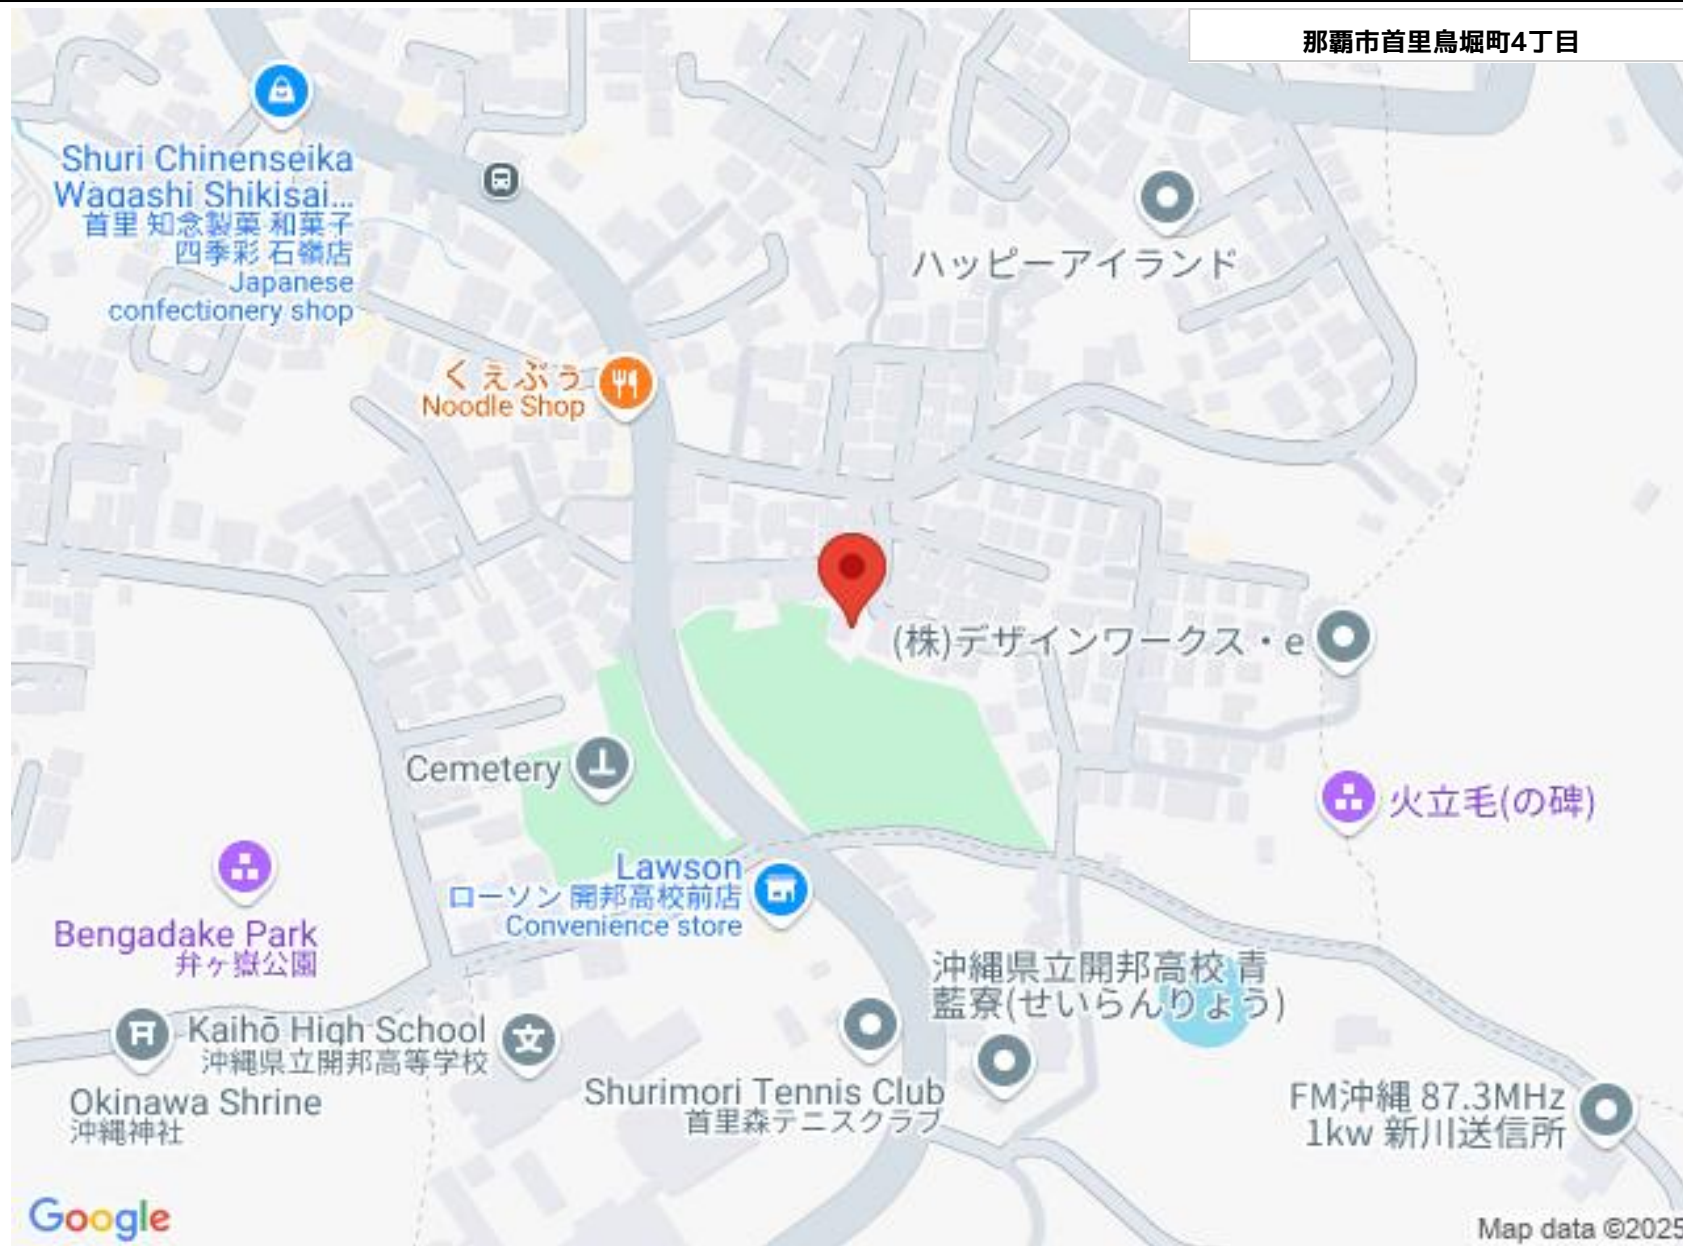 那覇市首里鳥堀町4丁目
Shuri Chinenseika
Wagashi Shikisai...
首里 知念製菓 和菓子
四季彩 石嶺店
Japanese
confectionery shop
ハッピーアイランド
くぇぶぅ
Noodle Shop
(株)デザインワークス・e
Cemetery
火立毛(の碑)
Lawson
ローソン 開邦高校前店
Convenience store
Bengadake Park
弁ヶ嶽公園
沖縄県立開邦高校 青
藍寮(せいらんりょう)
Kaihō High School
沖縄県立開邦高等学校
Okinawa Shrine
沖縄神社
Shurimori Tennis Club
首里森テニスクラブ
FM沖縄 87.3MHz
1kw 新川送信所
Google
Map data ©2025